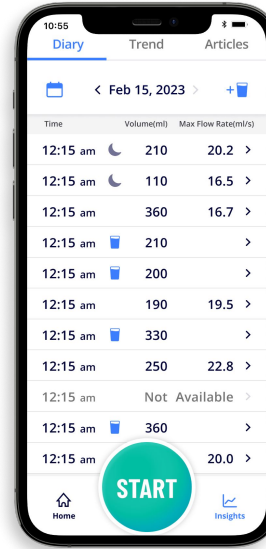 10:55
Diary Trend Articles
< Feb 15, 2023 > +
Time Volume(ml) Max Flow Rate(ml/s)
12:15 am 210 20.2 >
12:15 am 110 16.5 >
12:15 am 360 16.7 >
12:15 am 210 >
12:15 am 200 >
12:15 am 190 19.5 >
12:15 am 330 >
12:15 am 250 22.8 >
12:15 am Not Available >
12:15 am 360 >
12:15 am 20.0 >
START
Home Insights